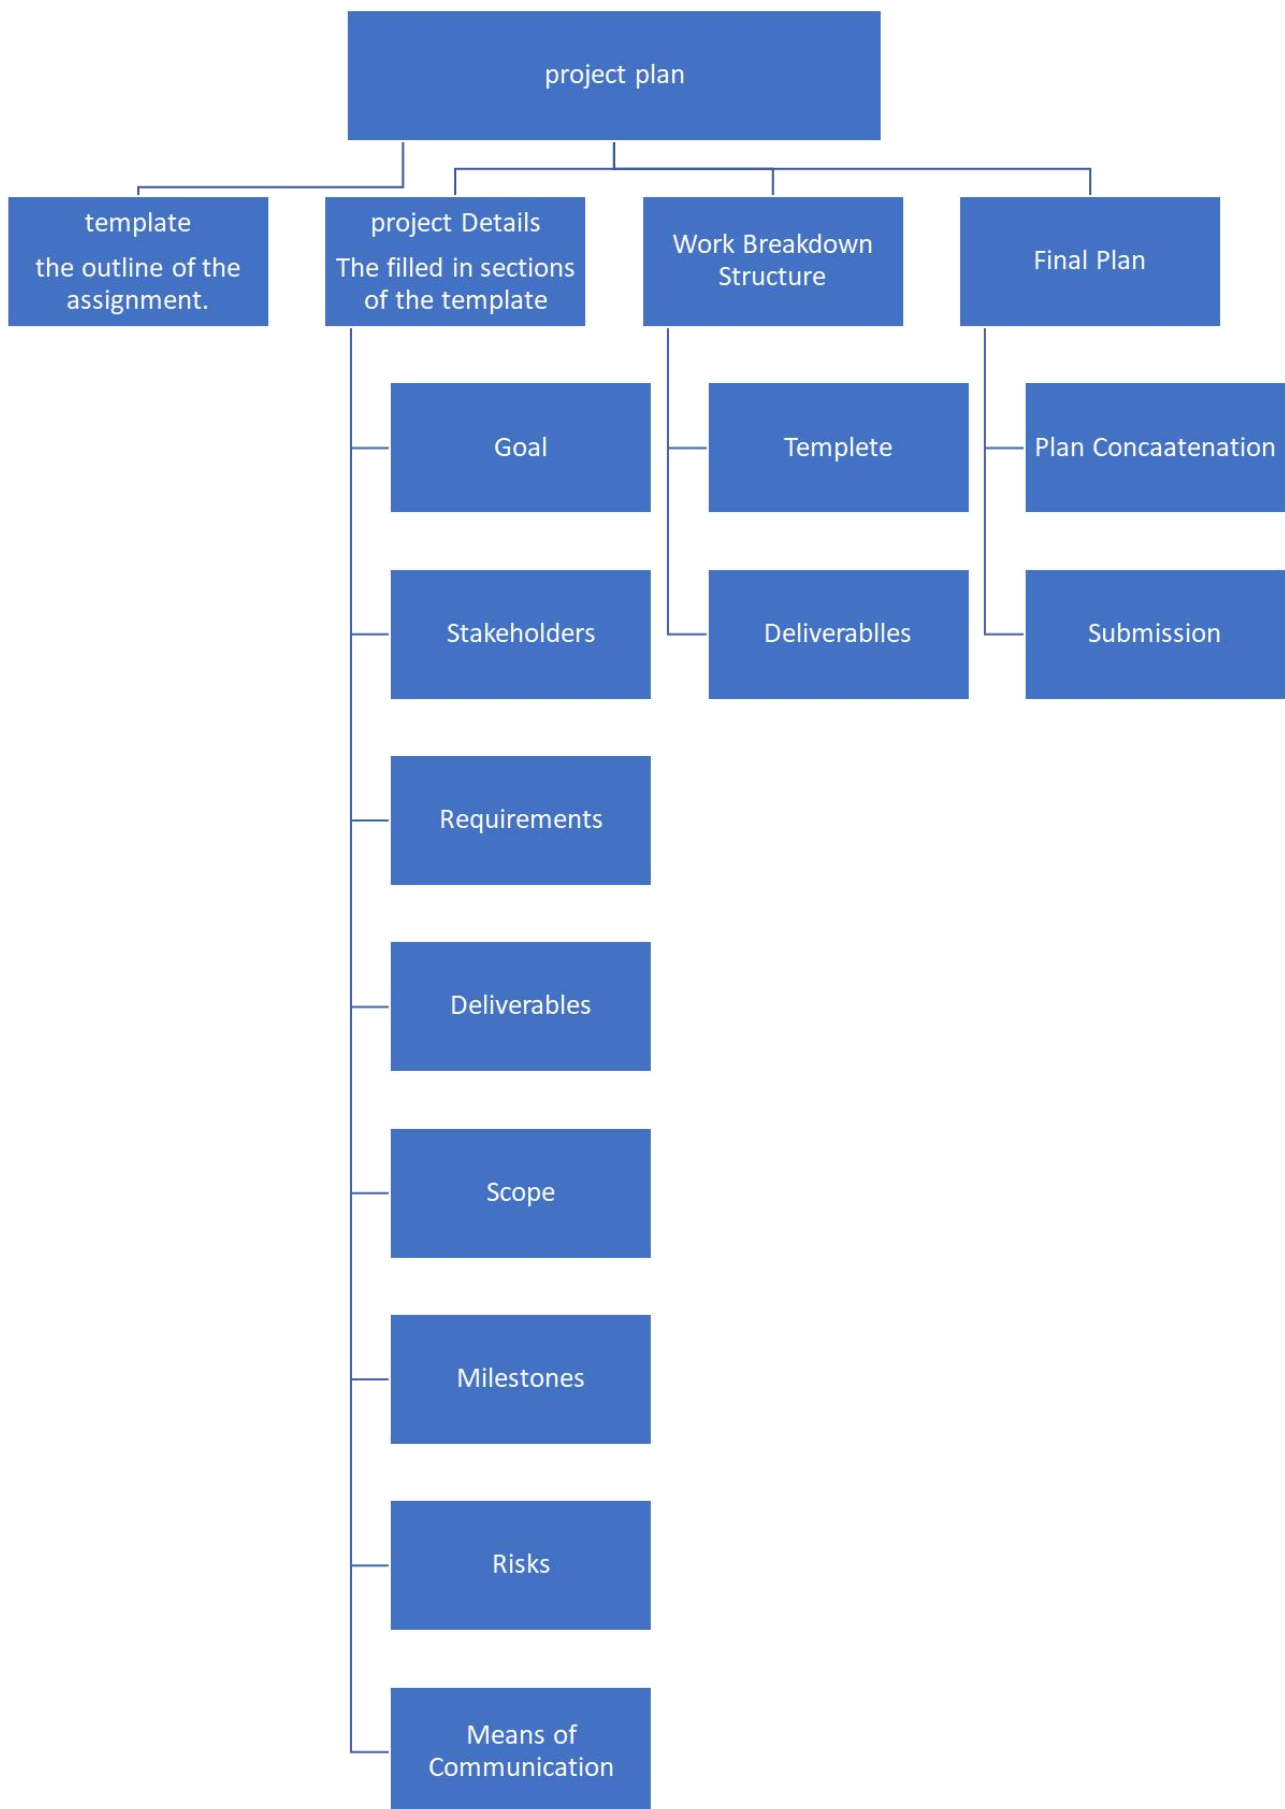 project plan
template
the outline of the
assignment.
project Details
The filled in sections
of the template
Work Breakdown
Structure
Final Plan
Goal
Templete
Plan Concaatenation
Stakeholders
Deliverablles
Submission
Requirements
Deliverables
Scope
Milestones
Risks
Means of
Communication